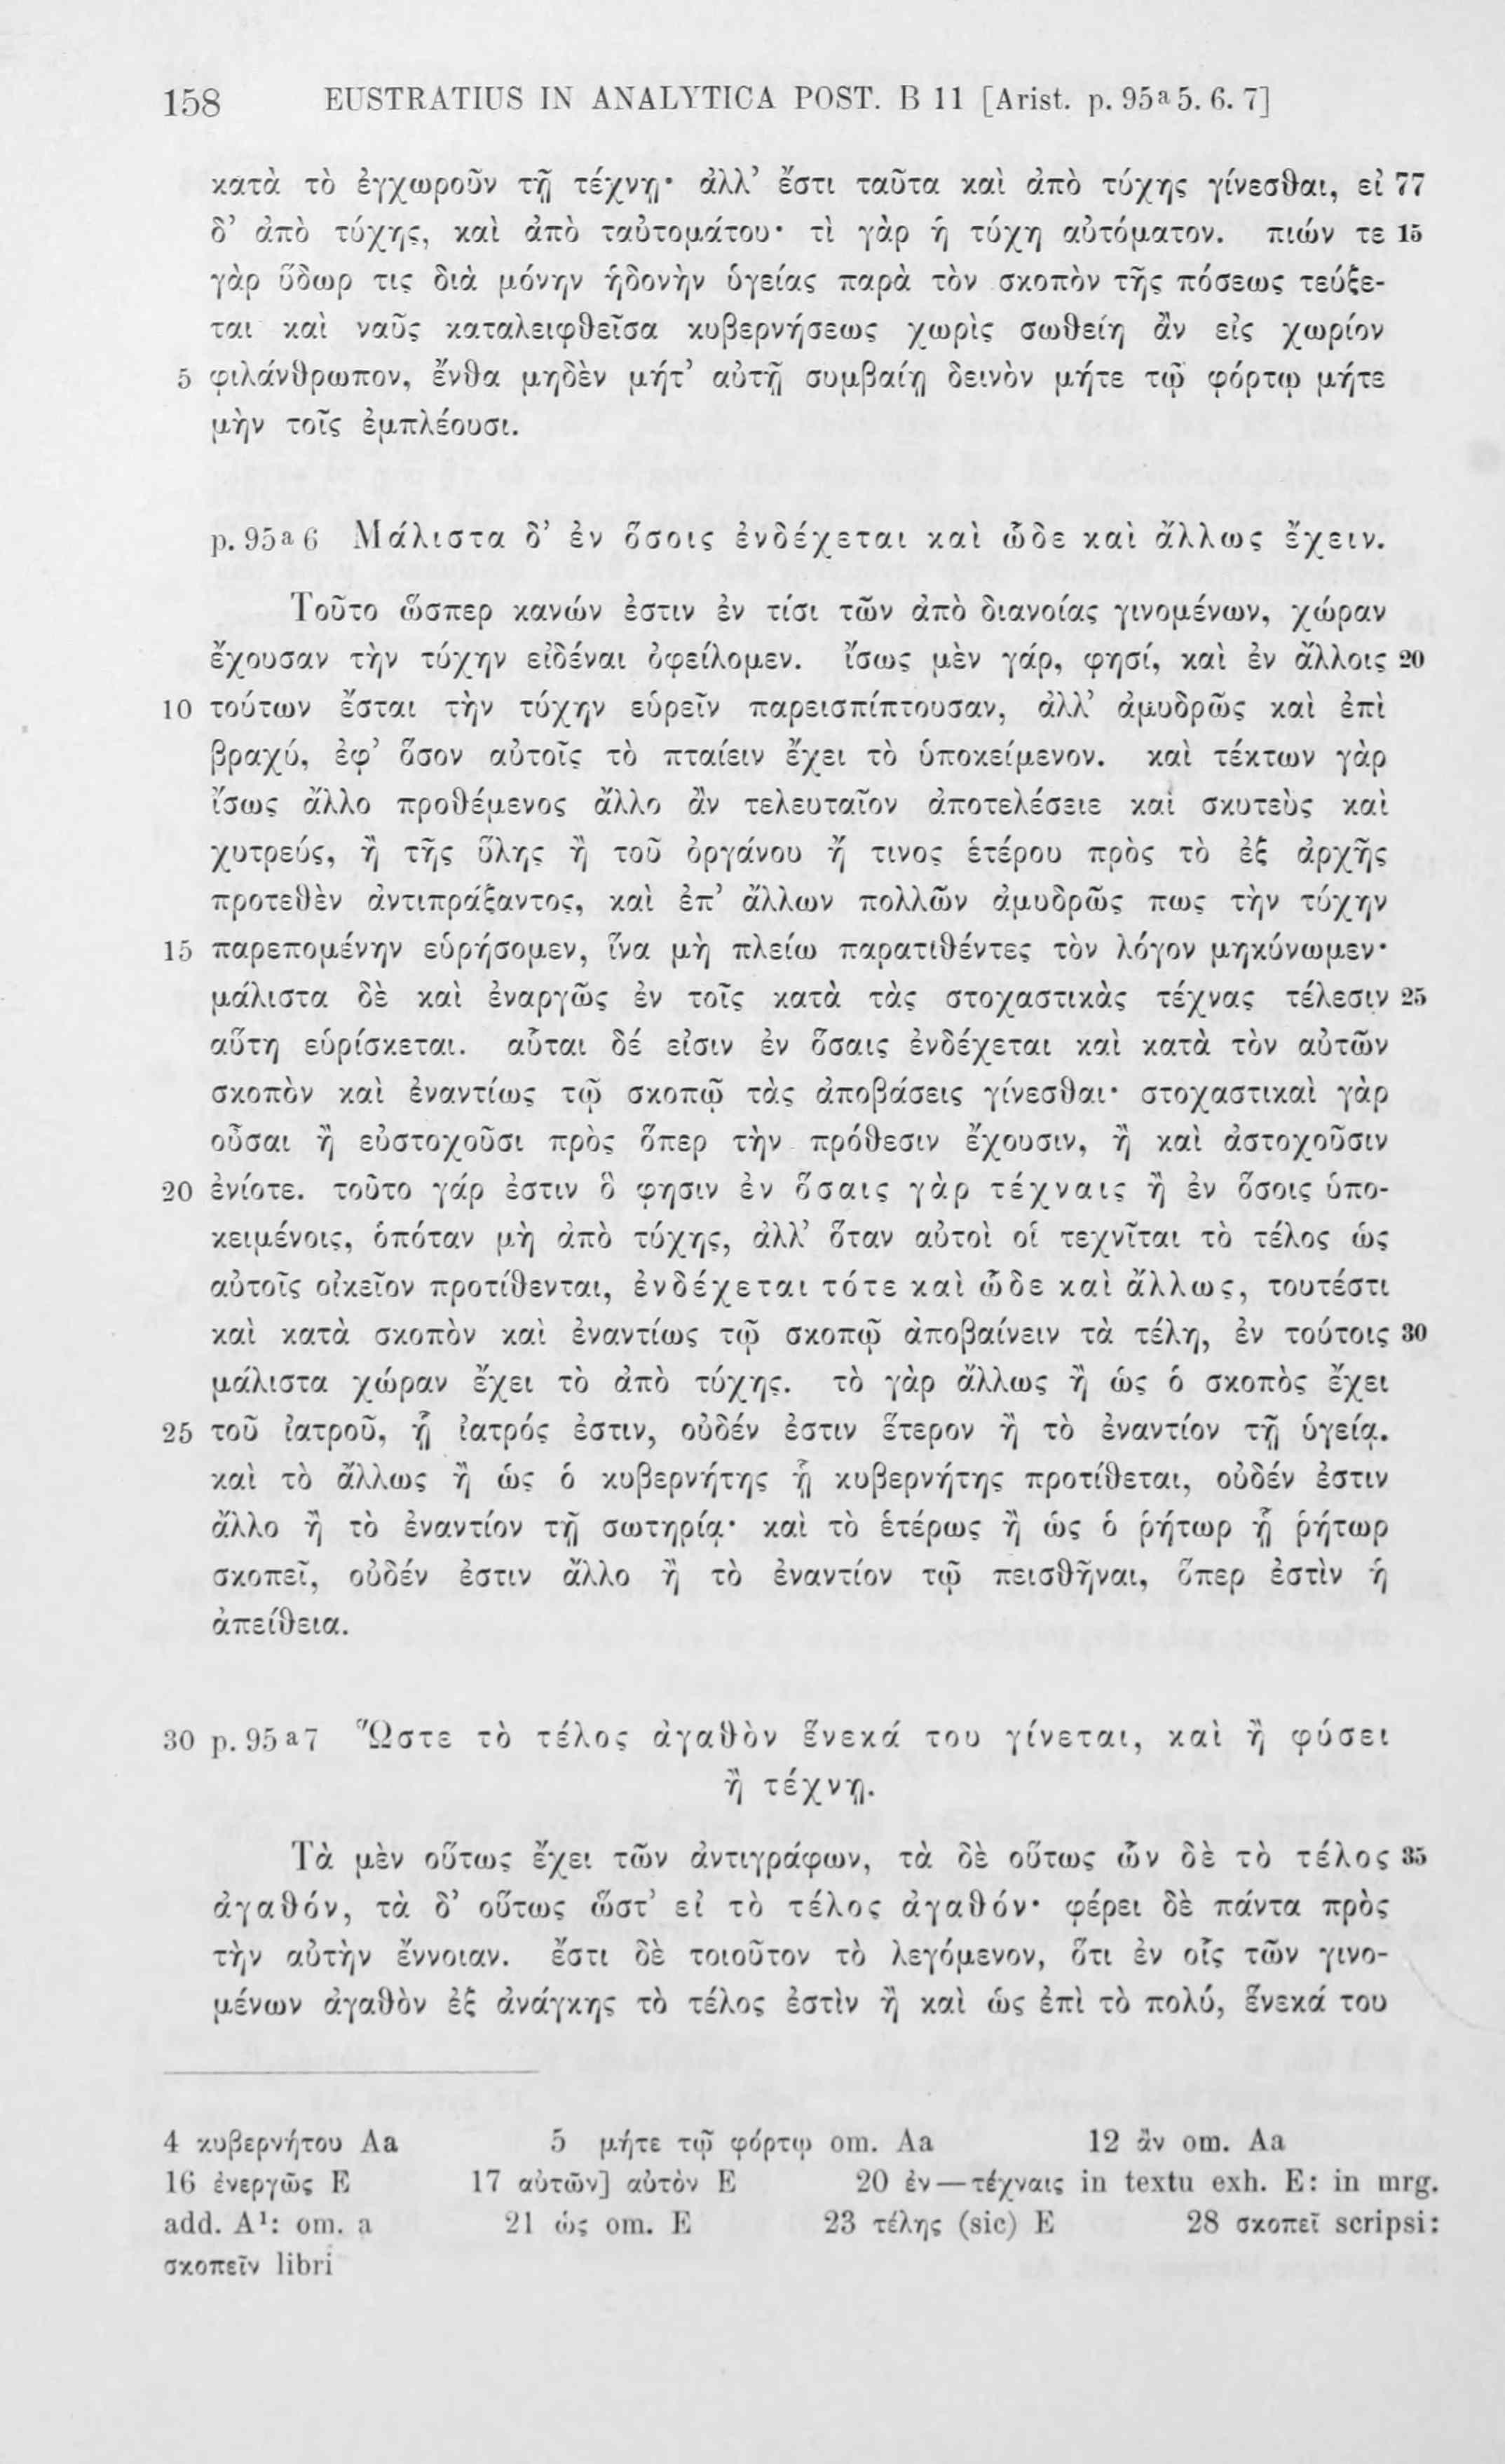 158 EUSTRATIUS IN ANALYTICA POST. B 11 [Arist. p. 95ᵃ5. 6. 7]
κατὰ τὸ ἐγχωροῦν τῇ τέχνῃ· ἀλλ’ ἔστι ταῦτα καὶ ἀπὸ τύχης γίνεσθαι, εἰ 77
δ’ ἀπὸ τύχης, καὶ ἀπὸ ταὐτομάτου· τὶ γὰρ ἡ τύχη αὐτόματον. πιών τε 15
γὰρ ὕδωρ τις διὰ μόνην ἡδονὴν ὑγείας παρὰ τὸν σκοπὸν τῆς πόσεως τεύξε-
ται καὶ ναῦς καταλειφθεῖσα κυβερνήσεως χωρὶς σωθείη ἂν εἰς χωρίον
5 φιλάνθρωπον, ἔνθα μηδὲν μήτ’ αὐτῇ συμβαίῃ δεινὸν μήτε τῷ φόρτῳ μήτε
μὴν τοῖς ἐμπλέουσι.
p. 95ᵃ6 Μάλιστα δ’ ἐν ὅσοις ἐνδέχεται καὶ ὧδε καὶ ἄλλως ἔχειν.
Τοῦτο ὥσπερ κανών ἐστιν ἐν τίσι τῶν ἀπὸ διανοίας γινομένων, χώραν
ἔχουσαν τὴν τύχην εἰδέναι ὀφείλομεν. ἴσως μὲν γάρ, φησί, καὶ ἐν ἄλλοις 20
10 τούτων ἔσται τὴν τύχην εὑρεῖν παρεισπίπτουσαν, ἀλλ’ ἀμυδρῶς καὶ ἐπὶ
βραχύ, ἐφ’ ὅσον αὐτοῖς τὸ πταίειν ἔχει τὸ ὑποκείμενον. καὶ τέκτων γὰρ
ἴσως ἄλλο προθέμενος ἄλλο ἂν τελευταῖον ἀποτελέσειε καὶ σκυτεὺς καὶ
χυτρεύς, ἢ τῆς ὕλης ἢ τοῦ ὀργάνου ἤ τινος ἑτέρου πρὸς τὸ ἐξ ἀρχῆς
προτεθὲν ἀντιπράξαντος, καὶ ἐπ’ ἄλλων πολλῶν ἀμυδρῶς πως τὴν τύχην
15 παρεπομένην εὑρήσομεν, ἵνα μὴ πλείω παρατιθέντες τὸν λόγον μηκύνωμεν·
μάλιστα δὲ καὶ ἐναργῶς ἐν τοῖς κατὰ τὰς στοχαστικὰς τέχνας τέλεσιν 25
αὕτη εὑρίσκεται. αὗται δέ εἰσιν ἐν ὅσαις ἐνδέχεται καὶ κατὰ τὸν αὐτῶν
σκοπὸν καὶ ἐναντίως τῷ σκοπῷ τὰς ἀποβάσεις γίνεσθαι· στοχαστικαὶ γὰρ
οὖσαι ἢ εὐστοχοῦσι πρὸς ὅπερ τὴν πρόθεσιν ἔχουσιν, ἢ καὶ ἀστοχοῦσιν
20 ἐνίοτε. τοῦτο γάρ ἐστιν ὅ φησιν ἐν ὅσαις γὰρ τέχναις ἢ ἐν ὅσοις ὑπο-
κειμένοις, ὁπόταν μὴ ἀπὸ τύχης, ἀλλ’ ὅταν αὐτοὶ οἱ τεχνῖται τὸ τέλος ὡς
αὐτοῖς οἰκεῖον προτίθενται, ἐνδέχεται τότε καὶ ὧδε καὶ ἄλλως, τουτέστι
καὶ κατὰ σκοπὸν καὶ ἐναντίως τῷ σκοπῷ ἀποβαίνειν τὰ τέλη, ἐν τούτοις 30
μάλιστα χώραν ἔχει τὸ ἀπὸ τύχης. τὸ γὰρ ἄλλως ἢ ὡς ὁ σκοπὸς ἔχει
25 τοῦ ἰατροῦ, ᾗ ἰατρός ἐστιν, οὐδέν ἐστιν ἕτερον ἢ τὸ ἐναντίον τῇ ὑγείᾳ.
καὶ τὸ ἄλλως ἢ ὡς ὁ κυβερνήτης ᾗ κυβερνήτης προτίθεται, οὐδέν ἐστιν
ἄλλο ἢ τὸ ἐναντίον τῇ σωτηρίᾳ· καὶ τὸ ἑτέρως ἢ ὡς ὁ ῥήτωρ ᾗ ῥήτωρ
σκοπεῖ, οὐδέν ἐστιν ἄλλο ἢ τὸ ἐναντίον τῷ πεισθῆναι, ὅπερ ἐστὶν ἡ
ἀπείθεια.
30 p. 95ᵃ7 Ὥστε τὸ τέλος ἀγαθὸν ἕνεκά του γίνεται, καὶ ἢ φύσει
ἢ τέχνῃ.
Τὰ μὲν οὕτως ἔχει τῶν ἀντιγράφων, τὰ δὲ οὕτως ὧν δὲ τὸ τέλος 35
ἀγαθόν, τὰ δ’ οὕτως ὥστ’ εἰ τὸ τέλος ἀγαθόν· φέρει δὲ πάντα πρὸς
τὴν αὐτὴν ἔννοιαν. ἔστι δὲ τοιοῦτον τὸ λεγόμενον, ὅτι ἐν οἷς τῶν γινο-
μένων ἀγαθὸν ἐξ ἀνάγκης τὸ τέλος ἐστὶν ἢ καὶ ὡς ἐπὶ τὸ πολύ, ἕνεκά του
4 κυβερνήτου Aa 5 μήτε τῷ φόρτῳ om. Aa 12 ἂν om. Aa
16 ἐνεργῶς E 17 αὐτῶν] αὐτὸν E 20 ἐν—τέχναις in textu exh. E: in mrg.
add. A¹: om. a 21 ὡς om. E 23 τέλης (sic) E 28 σκοπεῖ scripsi:
σκοπεῖν libri